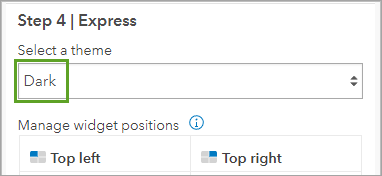 Step 4 | Express
Select a theme
Dark
Manage widget positions
Top left Top right